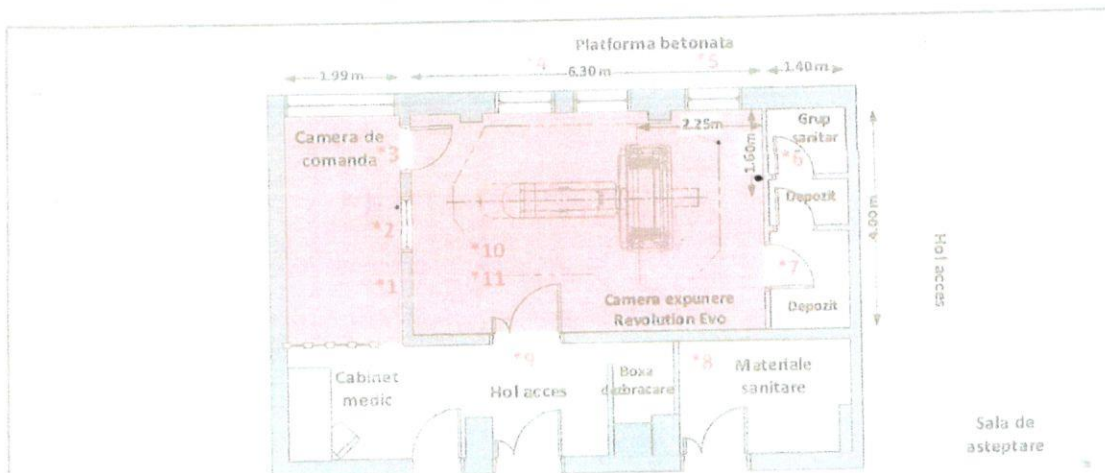 Platforma betonata
1.99 m
*4
6.30 m
*5
1.40 m
Camera de
comanda
*3
2.25m
1.60m
Grup
sanitar
*6
Depozit
4.00 m
*2
*10
*11
*1
*7
Depozit
Hol acces
Camera expunere
Revolution Evo
*9
*8
Cabinet
medic
Hol acces
Boxa
dezbracare
Materiale
sanitare
Sala de
asteptare